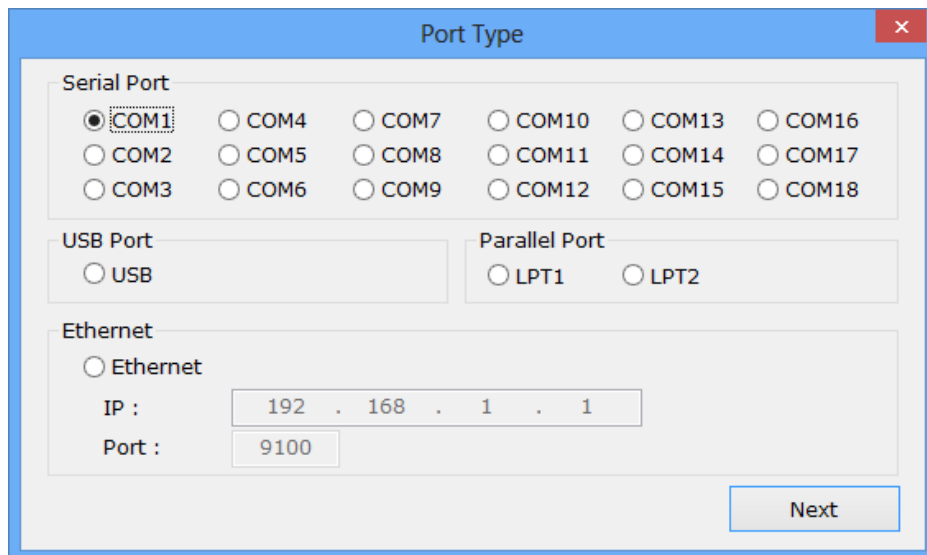 Port Type
Serial Port
COM1 COM4 COM7 COM10 COM13 COM16
COM2 COM5 COM8 COM11 COM14 COM17
COM3 COM6 COM9 COM12 COM15 COM18
USB Port Parallel Port
USB LPT1 LPT2
Ethernet
Ethernet
IP : 192 . 168 . 1 . 1
Port : 9100
Next